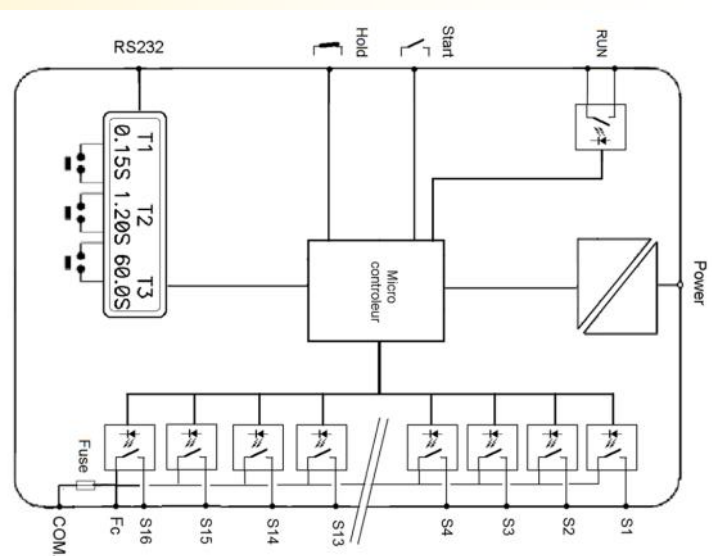 RS232
Hold
Start
RUN
T1 T2 T3
0.15S 1.20S 60.0S
Micro
controleur
Power
Fuse
COM
Fc
S16
S15
S14
S13
S4
S3
S2
S1